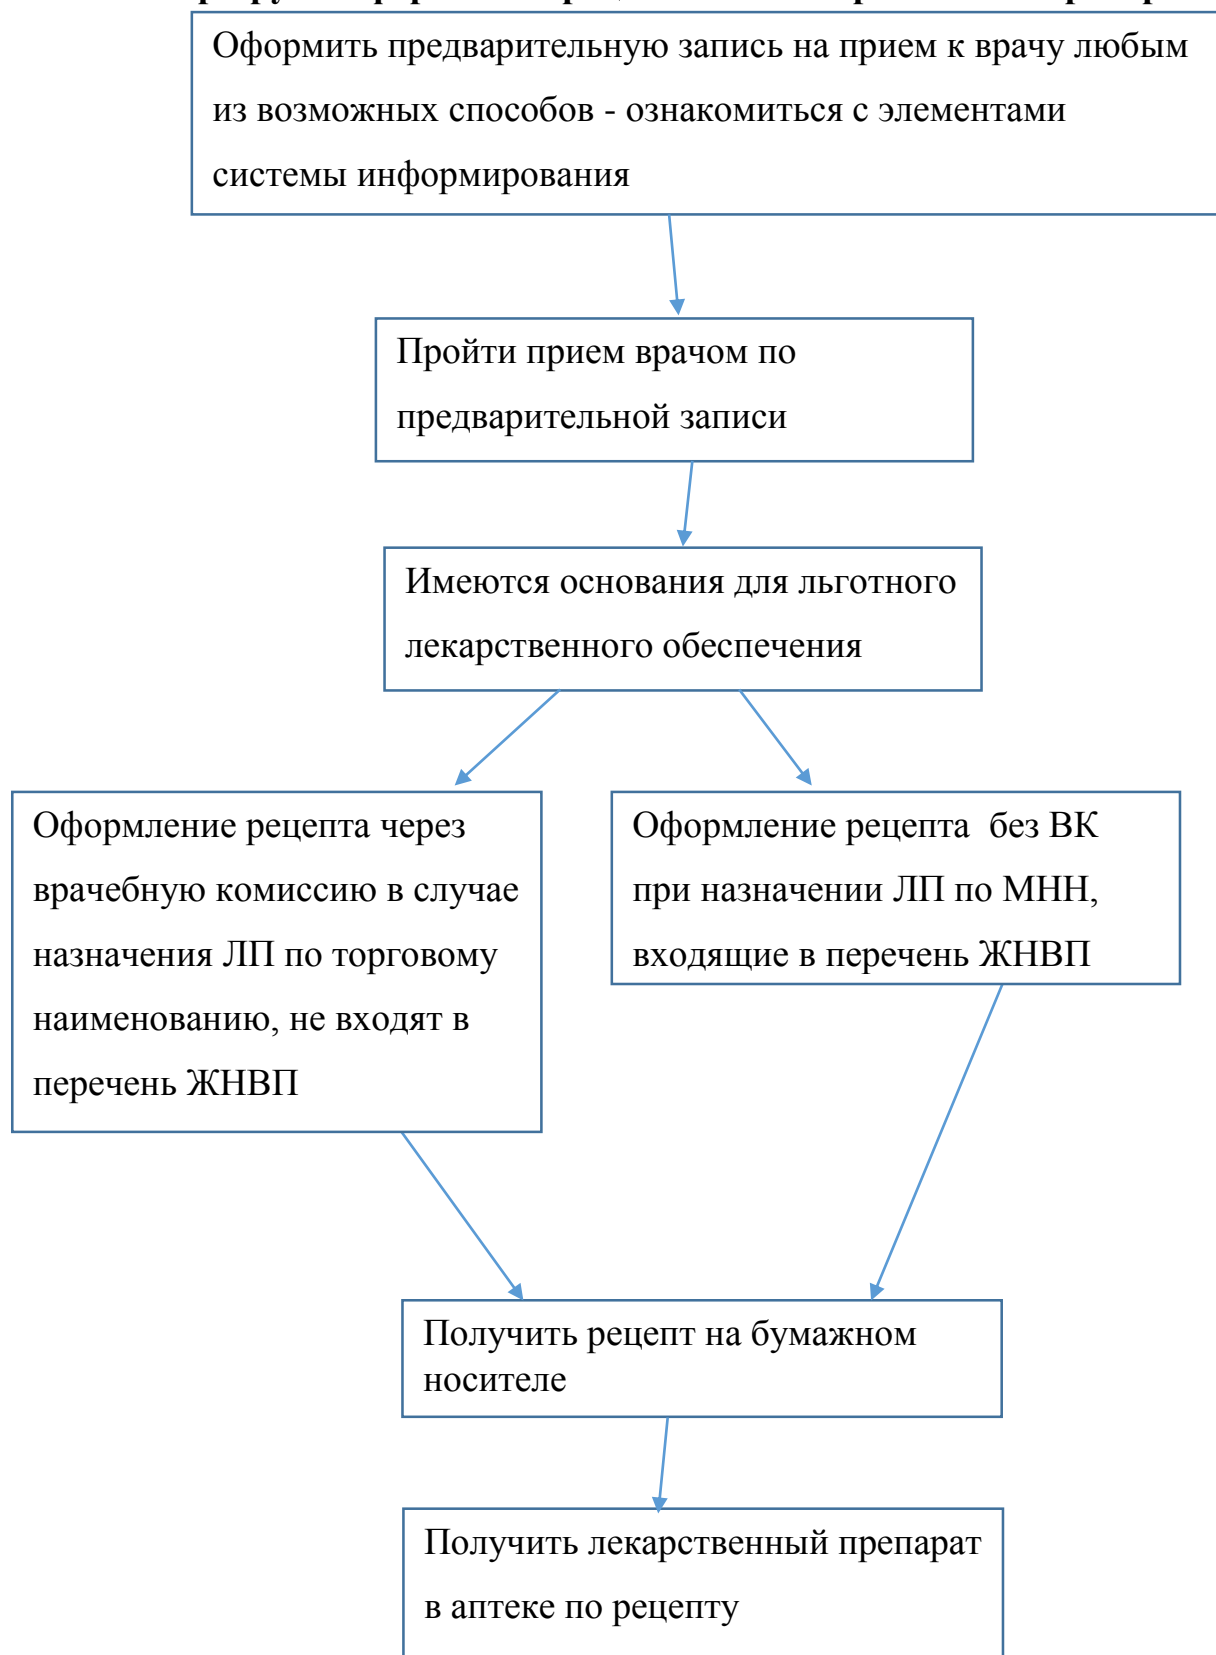 Оформить предварительную запись на прием к врачу любым
из возможных способов - ознакомиться с элементами
системы информирования
Пройти прием врачом по
предварительной записи
Имеются основания для льготного
лекарственного обеспечения
Оформление рецепта через
врачебную комиссию в случае
назначения ЛП по торговому
наименованию, не входят в
перечень ЖНВП
Оформление рецепта без ВК
при назначении ЛП по МНН,
входящие в перечень ЖНВП
Получить рецепт на бумажном
носителе
Получить лекарственный препарат
в аптеке по рецепту